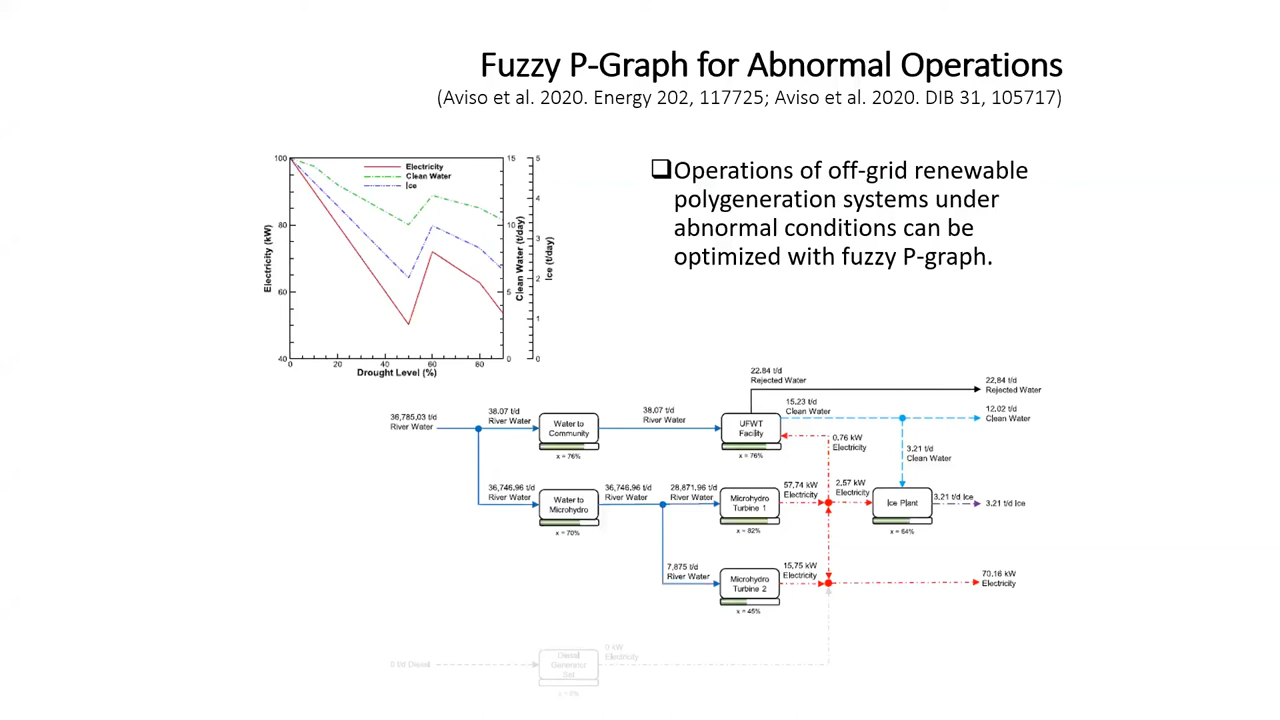 Fuzzy P-Graph for Abnormal Operations
(Aviso et al. 2020. Energy 202, 117725; Aviso et al. 2020. DIB 31, 105717)
❑Operations of off-grid renewable
polygeneration systems under
abnormal conditions can be
optimized with fuzzy P-graph.
100
80
60
40
Electricity (kW)
0
20
40
60
80
Drought Level (%)
Electricity
Clean Water
Ice
15
10
5
0
Clean Water (t/day)
5
4
3
2
1
0
Ice (t/day)
22.84 t/d
Rejected Water
22,84 t/d
Rejected Water
36,785,03 t/d
River Water
38.07 t/d
River Water
Water to
Community
x = 76%
38.07 t/d
River Water
UFWT
Facility
x = 76%
15,23 t/d
Clean Water
12,02 t/d
Clean Water
0,76 kW
Electricity
3,21 t/d
Clean Water
36,746,96 t/d
River Water
Water to
Microhydro
x = 70%
36,746,96 t/d
River Water
28,871,96 t/d
River Water
Microhydro
Turbine 1
x = 82%
57,74 kW
Electricity
2,57 kW
Electricity
Ice Plant
x = 64%
3,21 t/d Ice
3.21 t/d Ice
7,875 t/d
River Water
Microhydro
Turbine 2
x = 45%
15,75 kW
Electricity
70.16 kW
Electricity
0 t/d Diesel
Diesel
Generator
Set
x = 0%
0 kW
Electricity